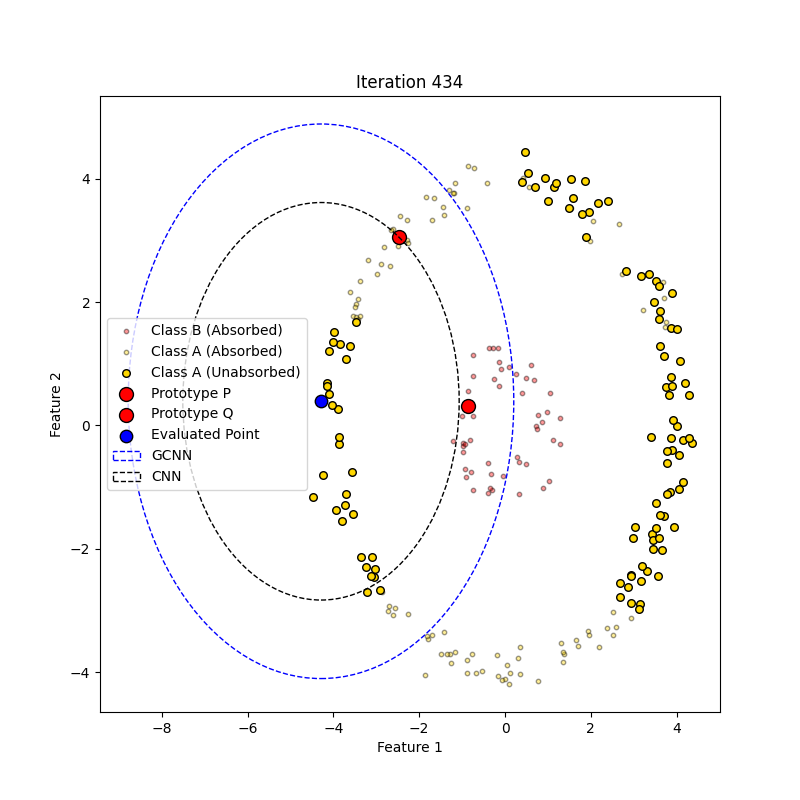 Iteration 434
Feature 2
4
2
0
−2
−4
Class B (Absorbed)
Class A (Absorbed)
Class A (Unabsorbed)
Prototype P
Prototype Q
Evaluated Point
GCNN
CNN
−8 −6 −4 −2 0 2 4
Feature 1